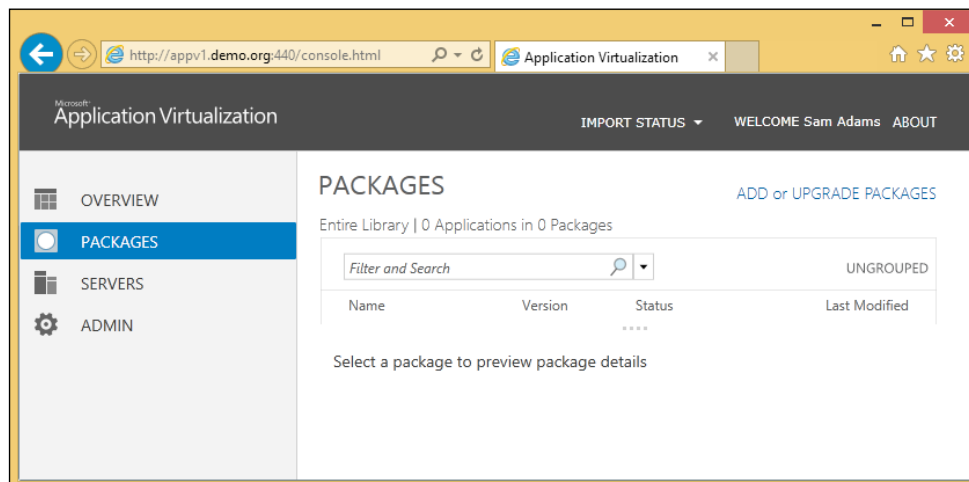 http://appv1.demo.org:440/console.html
Application Virtualization
Microsoft
Application Virtualization
IMPORT STATUS
WELCOME Sam Adams
ABOUT
OVERVIEW
PACKAGES
SERVERS
ADMIN
PACKAGES
ADD or UPGRADE PACKAGES
Entire Library | 0 Applications in 0 Packages
Filter and Search
UNGROUPED
Name Version Status Last Modified
Select a package to preview package details